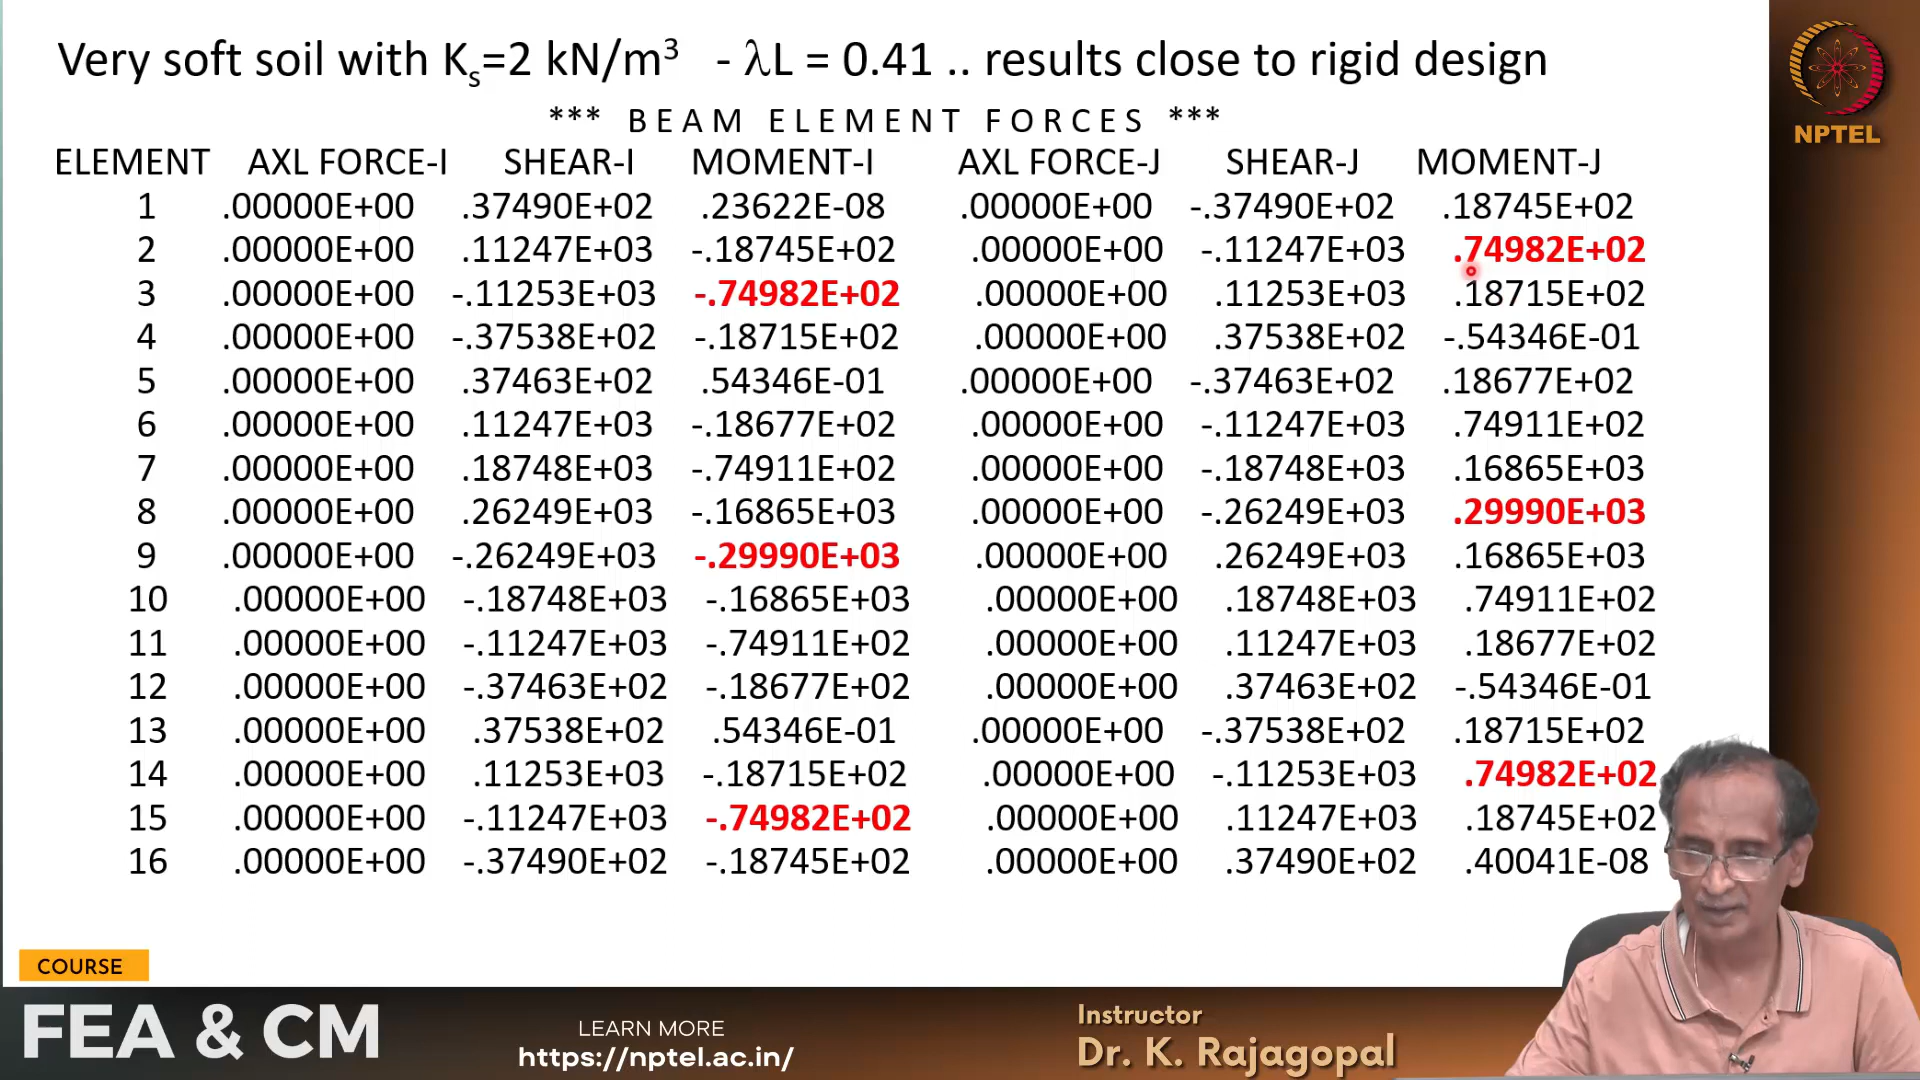 Very soft soil with Ks=2 kN/m³ - λL = 0.41 .. results close to rigid design
*** B E A M E L E M E N T F O R C E S ***
ELEMENT AXL FORCE-I SHEAR-I MOMENT-I AXL FORCE-J SHEAR-J MOMENT-J
1 .00000E+00 .37490E+02 .23622E-08 .00000E+00 -.37490E+02 .18745E+02
2 .00000E+00 .11247E+03 -.18745E+02 .00000E+00 -.11247E+03 .74982E+02
3 .00000E+00 -.11253E+03 -.74982E+02 .00000E+00 .11253E+03 .18715E+02
4 .00000E+00 -.37538E+02 -.18715E+02 .00000E+00 .37538E+02 -.54346E-01
5 .00000E+00 .37463E+02 .54346E-01 .00000E+00 -.37463E+02 .18677E+02
6 .00000E+00 .11247E+03 -.18677E+02 .00000E+00 -.11247E+03 .74911E+02
7 .00000E+00 .18748E+03 -.74911E+02 .00000E+00 -.18748E+03 .16865E+03
8 .00000E+00 .26249E+03 -.16865E+03 .00000E+00 -.26249E+03 .29990E+03
9 .00000E+00 -.26249E+03 -.29990E+03 .00000E+00 .26249E+03 .16865E+03
10 .00000E+00 -.18748E+03 -.16865E+03 .00000E+00 .18748E+03 .74911E+02
11 .00000E+00 -.11247E+03 -.74911E+02 .00000E+00 .11247E+03 .18677E+02
12 .00000E+00 -.37463E+02 -.18677E+02 .00000E+00 .37463E+02 -.54346E-01
13 .00000E+00 .37538E+02 .54346E-01 .00000E+00 -.37538E+02 .18715E+02
14 .00000E+00 .11253E+03 -.18715E+02 .00000E+00 -.11253E+03 .74982E+02
15 .00000E+00 -.11247E+03 -.74982E+02 .00000E+00 .11247E+03 .18745E+02
16 .00000E+00 -.37490E+02 -.18745E+02 .00000E+00 .37490E+02 .40041E-08
NPTEL
COURSE
FEA & CM
LEARN MORE
https://nptel.ac.in/
Instructor
Dr. K. Rajagopal